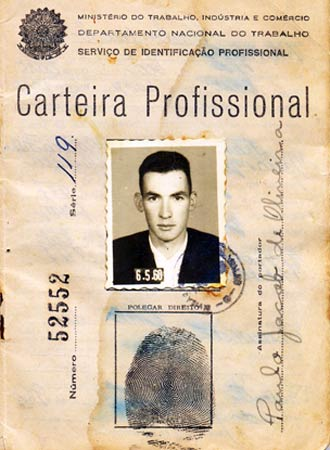 MINISTÉRIO DO TRABALHO, INDÚSTRIA E COMÉRCIO
DEPARTAMENTO NACIONAL DO TRABALHO
SERVIÇO DE IDENTIFICAÇÃO PROFISSIONAL
Carteira Profissional
Número 52552 Série 119
6.5.60
POLEGAR DIREITO
Assinatura do portador
Paulo Jacob de Oliveira